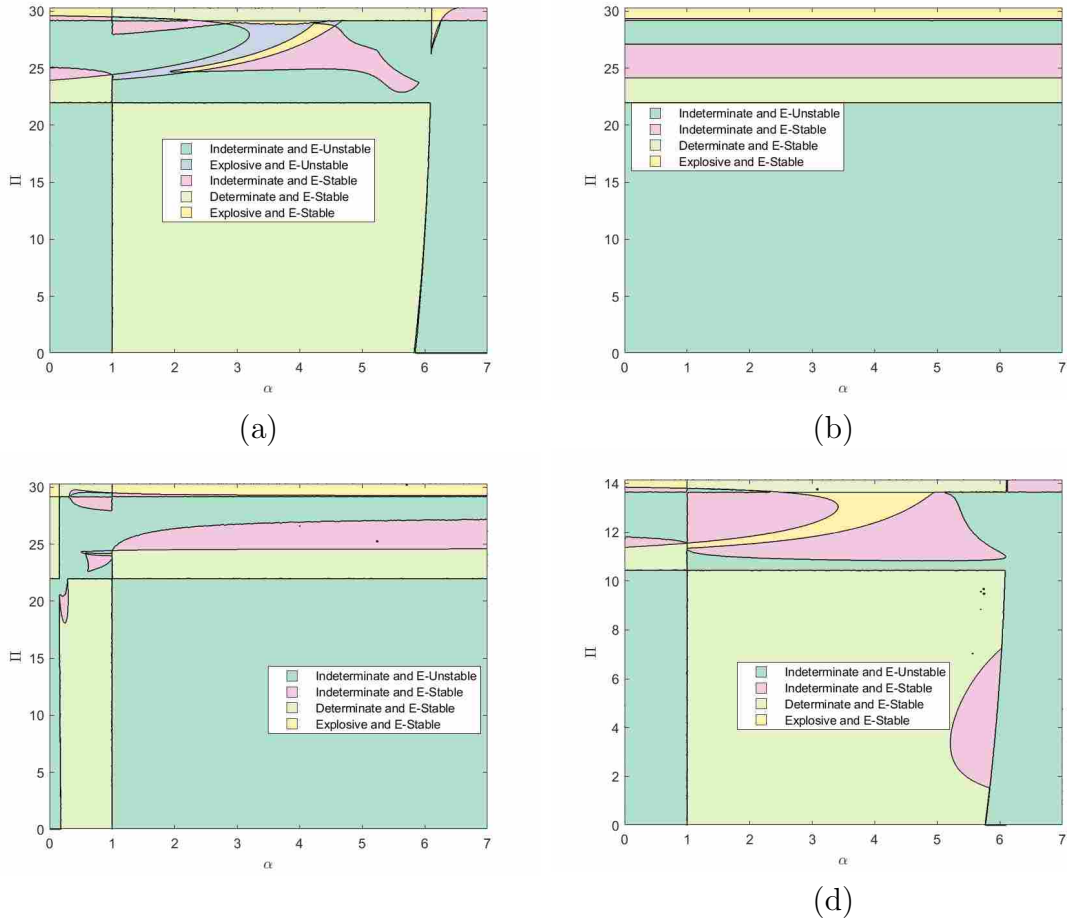 30
25
20
15
10
5
0
Π
Indeterminate and E-Unstable
Explosive and E-Unstable
Indeterminate and E-Stable
Determinate and E-Stable
Explosive and E-Stable
0 1 2 3 4 5 6 7
α
(a)
30
25
20
15
10
5
0
Π
Indeterminate and E-Unstable
Indeterminate and E-Stable
Determinate and E-Stable
Explosive and E-Stable
0 1 2 3 4 5 6 7
α
(b)
30
25
20
15
10
5
0
Π
Indeterminate and E-Unstable
Indeterminate and E-Stable
Determinate and E-Stable
Explosive and E-Stable
0 1 2 3 4 5 6 7
α
14
12
10
8
6
4
2
0
Π
Indeterminate and E-Unstable
Indeterminate and E-Stable
Determinate and E-Stable
Explosive and E-Stable
0 1 2 3 4 5 6 7
α
(d)